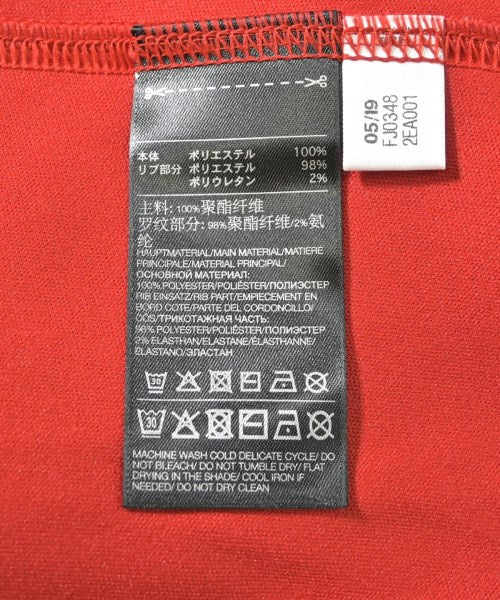 本体 ポリエステル 100%
リブ部分 ポリエステル 98%
ポリウレタン 2%
主料: 100%聚酯纤维
罗纹部分: 98%聚酯纤维/2%氨
纶
HAUPTMATERIAL/MAIN MATERIAL/MATIERE
PRINCIPALE/MATERIAL PRINCIPAL/
ОСНОВНОЙ МАТЕРИАЛ:
100% POLYESTER/POLIÉSTER/ПОЛИЭСТЕР
RIB EINSATZ/RIB PART/EMPIECEMENT EN
BORD COTE/PARTE DEL CORDONCILLO/
CÓS/ТРИКОТАЖНАЯ ЧАСТЬ:
98% POLYESTER/POLIÉSTER/ПОЛИЭСТЕР
2% ELASTHAN/ELASTANE/ÉLASTHANNE/
ELASTANO/ЭЛАСТАН
30
30
MACHINE WASH COLD DELICATE CYCLE/ DO
NOT BLEACH/ DO NOT TUMBLE DRY/ FLAT
DRYING IN THE SHADE/ COOL IRON IF
NEEDED/ DO NOT DRY CLEAN
05/19
FJ0348
2EA001